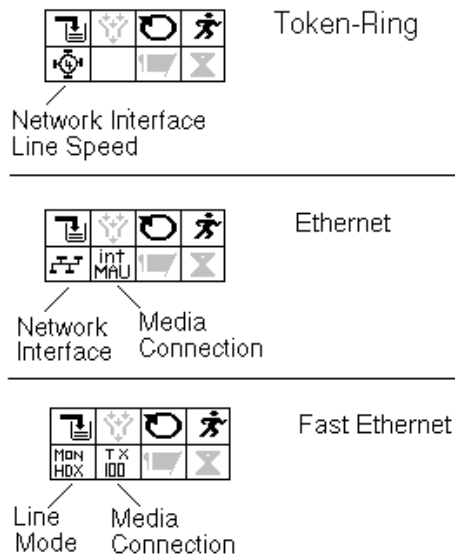 Token-Ring
4
Network Interface
Line Speed
Ethernet
int
MAU
Network
Interface
Media
Connection
Fast Ethernet
MON
HDX
TX
100
Line
Mode
Media
Connection